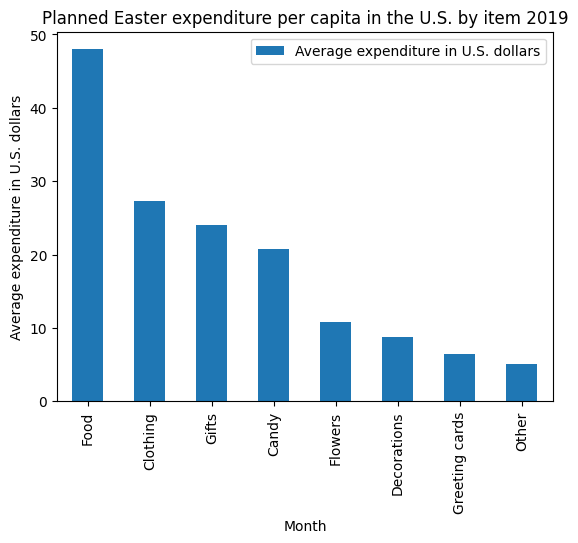 Planned Easter expenditure per capita in the U.S. by item 2019
Average expenditure in U.S. dollars
Average expenditure in U.S. dollars
50
40
30
20
10
0
Food
Clothing
Gifts
Candy
Flowers
Decorations
Greeting cards
Other
Month